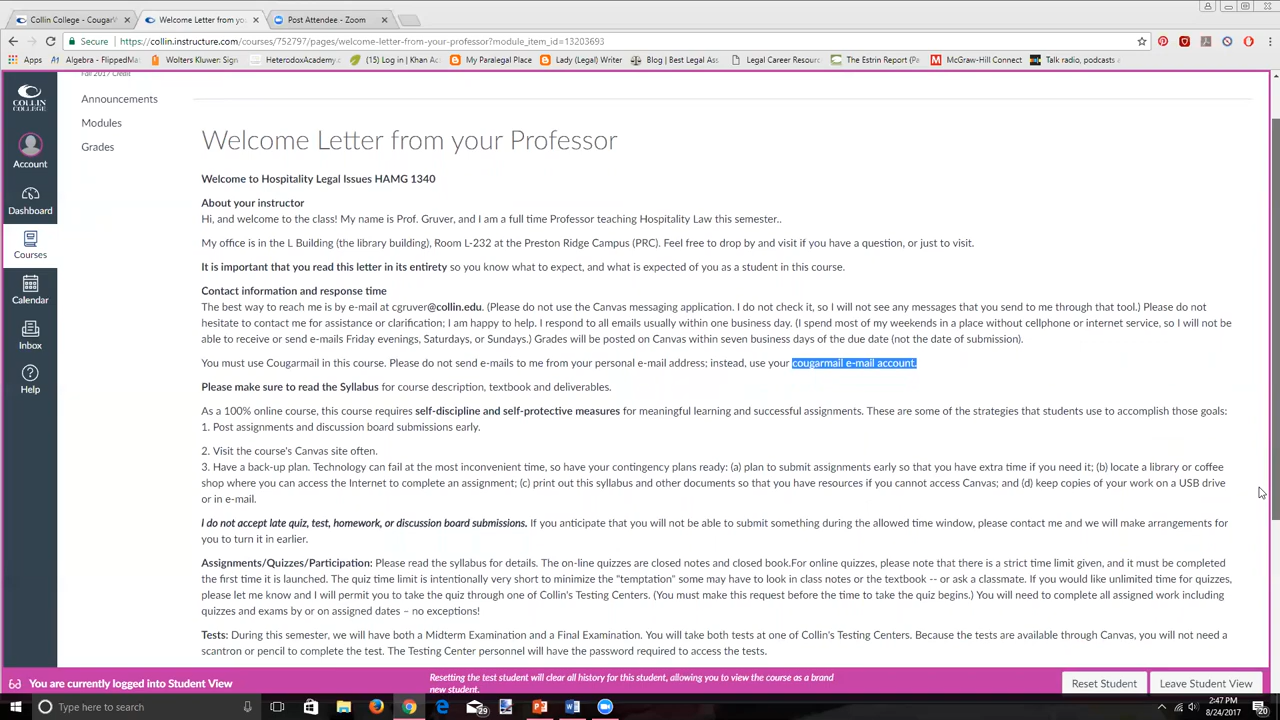 Collin College - CougarW
Welcome Letter from yo
Post Attendee - Zoom
Secure
https://collin.instructure.com/courses/752797/pages/welcome-letter-from-your-professor?module_item_id=13203693
Apps
Algebra - FlippedMa
Wolters Kluwer: Sign
HeterodoxAcademy.
(15) Log in | Khan Ac
My Paralegal Place
Lady (Legal) Writer
Blog | Best Legal Ass
Legal Career Resour
The Estrin Report (Pa
McGraw-Hill Connect
Talk radio, podcasts a
Fall 2017 Credit
COLLIN
COLLEGE
Account
Dashboard
Courses
Calendar
Inbox
Help
Announcements
Modules
Grades
Welcome Letter from your Professor
Welcome to Hospitality Legal Issues HAMG 1340
About your instructor
Hi, and welcome to the class! My name is Prof. Gruver, and I am a full time Professor teaching Hospitality Law this semester..
My office is in the L Building (the library building), Room L-232 at the Preston Ridge Campus (PRC). Feel free to drop by and visit if you have a question, or just to visit.
It is important that you read this letter in its entirety so you know what to expect, and what is expected of you as a student in this course.
Contact information and response time
The best way to reach me is by e-mail at cgruver@collin.edu. (Please do not use the Canvas messaging application. I do not check it, so I will not see any messages that you send to me through that tool.) Please do not
hesitate to contact me for assistance or clarification; I am happy to help. I respond to all emails usually within one business day. (I spend most of my weekends in a place without cellphone or internet service, so I will not be
able to receive or send e-mails Friday evenings, Saturdays, or Sundays.) Grades will be posted on Canvas within seven business days of the due date (not the date of submission).
You must use Cougarmail in this course. Please do not send e-mails to me from your personal e-mail address; instead, use your cougarmail e-mail account.
Please make sure to read the Syllabus for course description, textbook and deliverables.
As a 100% online course, this course requires self-discipline and self-protective measures for meaningful learning and successful assignments. These are some of the strategies that students use to accomplish those goals:
1. Post assignments and discussion board submissions early.
2. Visit the course's Canvas site often.
3. Have a back-up plan. Technology can fail at the most inconvenient time, so have your contingency plans ready: (a) plan to submit assignments early so that you have extra time if you need it; (b) locate a library or coffee
shop where you can access the Internet to complete an assignment; (c) print out this syllabus and other documents so that you have resources if you cannot access Canvas; and (d) keep copies of your work on a USB drive
or in e-mail.
I do not accept late quiz, test, homework, or discussion board submissions. If you anticipate that you will not be able to submit something during the allowed time window, please contact me and we will make arrangements for
you to turn it in earlier.
Assignments/Quizzes/Participation: Please read the syllabus for details. The on-line quizzes are closed notes and closed book.For online quizzes, please note that there is a strict time limit given, and it must be completed
the first time it is launched. The quiz time limit is intentionally very short to minimize the "temptation" some may have to look in class notes or the textbook -- or ask a classmate. If you would like unlimited time for quizzes,
please let me know and I will permit you to take the quiz through one of Collin's Testing Centers. (You must make this request before the time to take the quiz begins.) You will need to complete all assigned work including
quizzes and exams by or on assigned dates – no exceptions!
Tests: During this semester, we will have both a Midterm Examination and a Final Examination. You will take both tests at one of Collin's Testing Centers. Because the tests are available through Canvas, you will not need a
scantron or pencil to complete the test. The Testing Center personnel will have the password required to access the tests.
You are currently logged into Student View
Resetting the test student will clear all history for this student, allowing you to view the course as a brand
new student.
Reset Student
Leave Student View
Type here to search
29
2:47 PM
8/24/2017
20